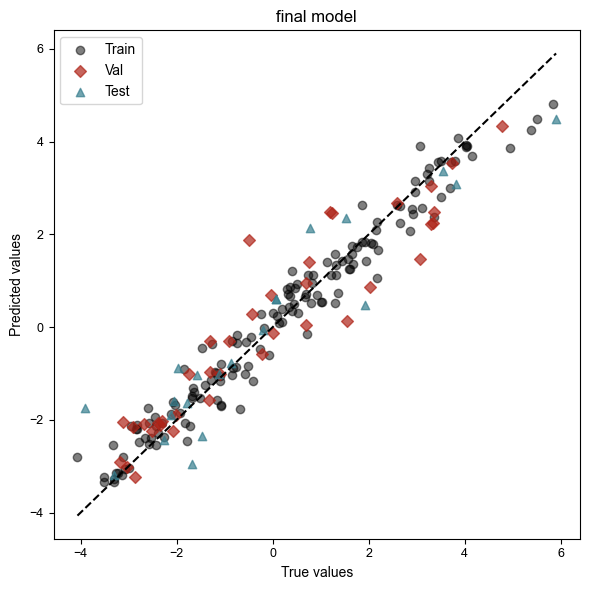 final model
6
4
2
0
−2
−4
Predicted values
Train
Val
Test
−4 −2 0 2 4 6
True values